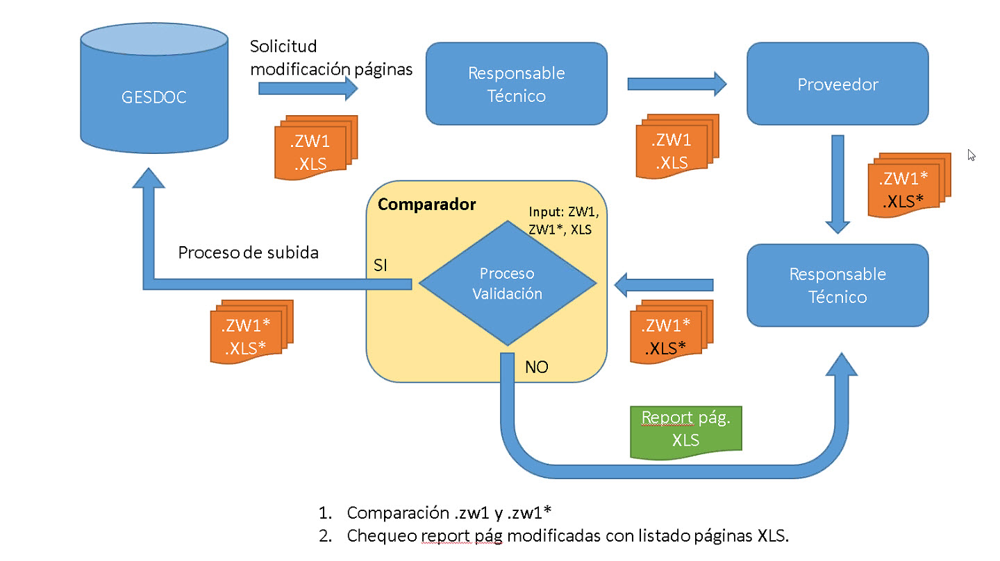 Solicitud
modificación páginas
GESDOC
Responsable
Técnico
Proveedor
.ZW1
.XLS
.ZW1
.XLS
.ZW1*
.XLS*
Comparador
Input: ZW1,
ZW1*, XLS
Proceso de subida
SI
Proceso
Validación
Responsable
Técnico
.ZW1*
.XLS*
.ZW1*
.XLS*
NO
Report pág.
XLS
1. Comparación .zw1 y .zw1*
2. Chequeo report pág modificadas con listado páginas XLS.